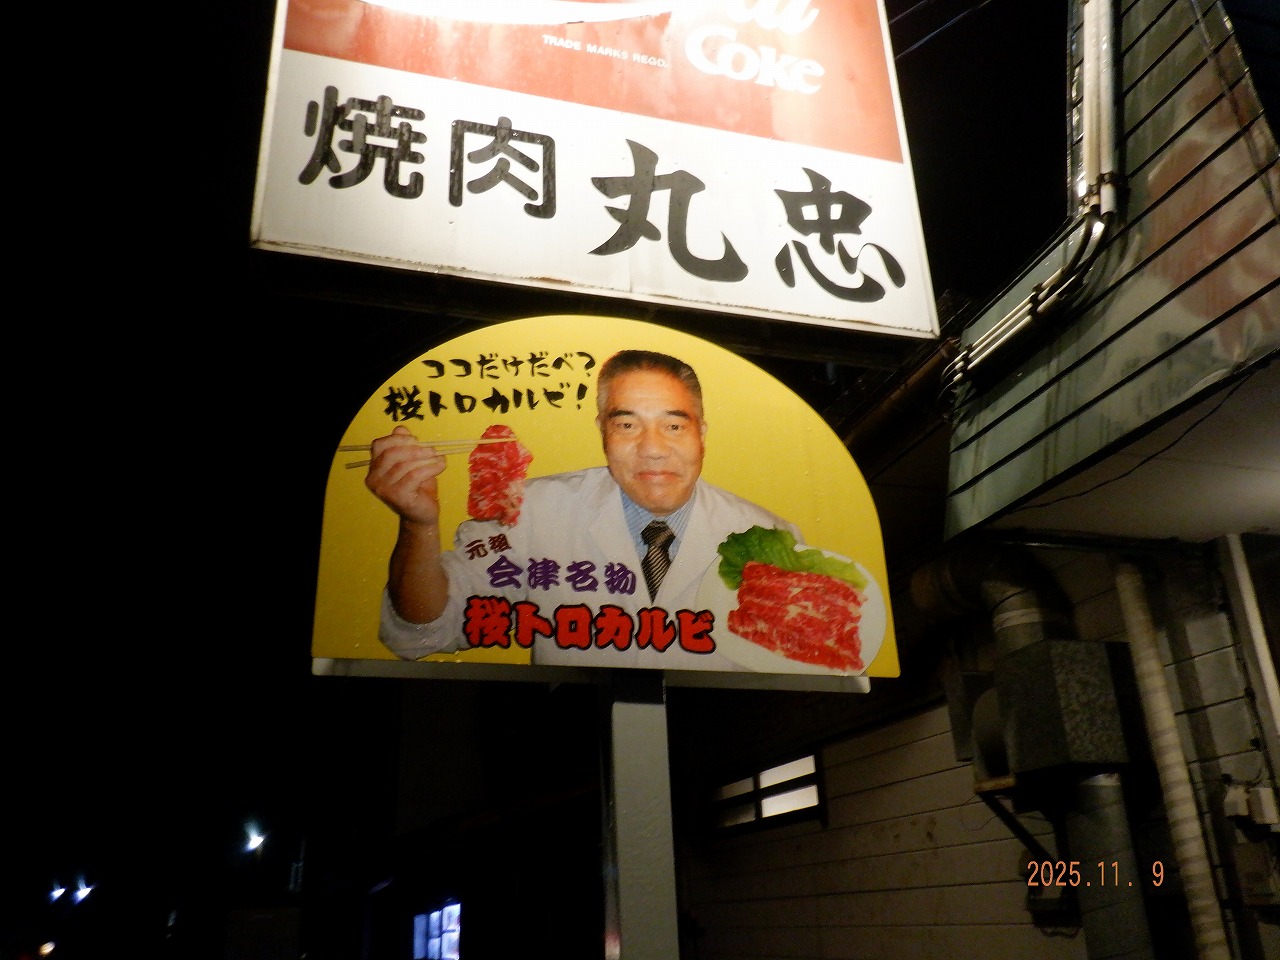 Coke
TRADE MARKS REGD.
焼肉 丸忠
ココだけだべ?
桜トロカルビ!
元祖
会津名物
桜トロカルビ
2025.11. 9